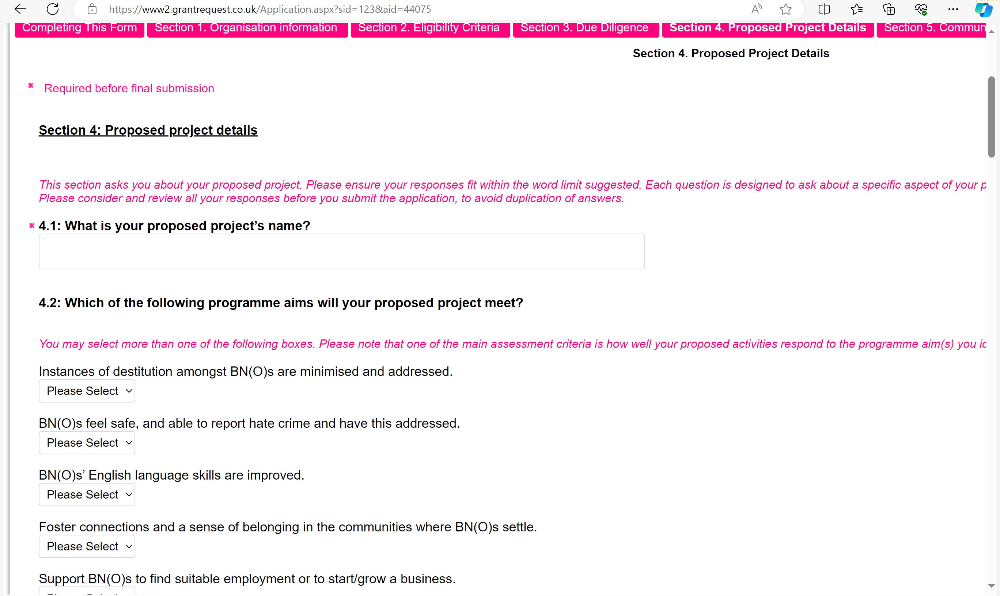 https://www2.grantrequest.co.uk/Application.aspx?sid=123&aid=44075
Completing This Form Section 1. Organisation information Section 2. Eligibility Criteria Section 3. Due Diligence Section 4. Proposed Project Details Section 5. Commun
Section 4. Proposed Project Details
* Required before final submission
Section 4: Proposed project details
This section asks you about your proposed project. Please ensure your responses fit within the word limit suggested. Each question is designed to ask about a specific aspect of your p
Please consider and review all your responses before you submit the application, to avoid duplication of answers.
* 4.1: What is your proposed project’s name?
4.2: Which of the following programme aims will your proposed project meet?
You may select more than one of the following boxes. Please note that one of the main assessment criteria is how well your proposed activities respond to the programme aim(s) you
Instances of destitution amongst BN(O)s are minimised and addressed.
Please Select
BN(O)s feel safe, and able to report hate crime and have this addressed.
Please Select
BN(O)s’ English language skills are improved.
Please Select
Foster connections and a sense of belonging in the communities where BN(O)s settle.
Please Select
Support BN(O)s to find suitable employment or to start/grow a business.